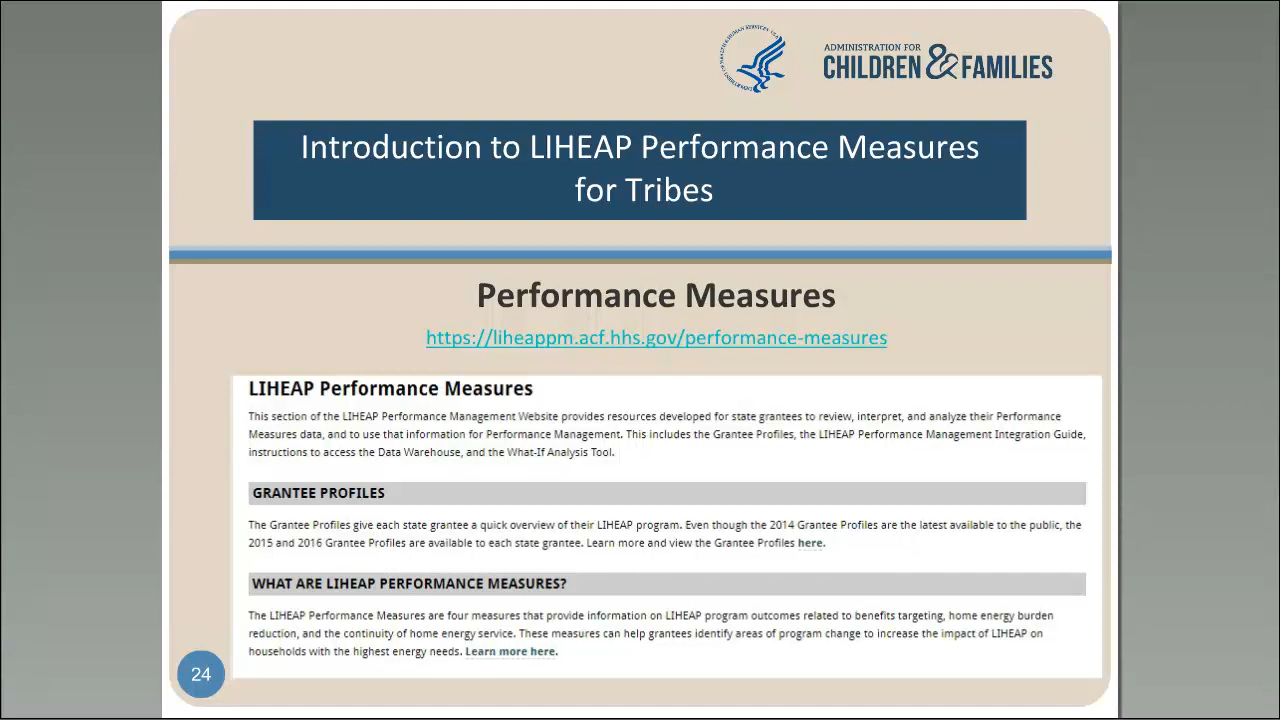 ADMINISTRATION FOR
CHILDREN & FAMILIES
Introduction to LIHEAP Performance Measures
for Tribes
Performance Measures
https://liheappm.acf.hhs.gov/performance-measures
LIHEAP Performance Measures
This section of the LIHEAP Performance Management Website provides resources developed for state grantees to review, interpret, and analyze their Performance
Measures data, and to use that information for Performance Management. This includes the Grantee Profiles, the LIHEAP Performance Management Integration Guide,
instructions to access the Data Warehouse, and the What-If Analysis Tool.
GRANTEE PROFILES
The Grantee Profiles give each state grantee a quick overview of their LIHEAP program. Even though the 2014 Grantee Profiles are the latest available to the public, the
2015 and 2016 Grantee Profiles are available to each state grantee. Learn more and view the Grantee Profiles here.
WHAT ARE LIHEAP PERFORMANCE MEASURES?
The LIHEAP Performance Measures are four measures that provide information on LIHEAP program outcomes related to benefits targeting, home energy burden
reduction, and the continuity of home energy service. These measures can help grantees identify areas of program change to increase the impact of LIHEAP on
households with the highest energy needs. Learn more here.
24